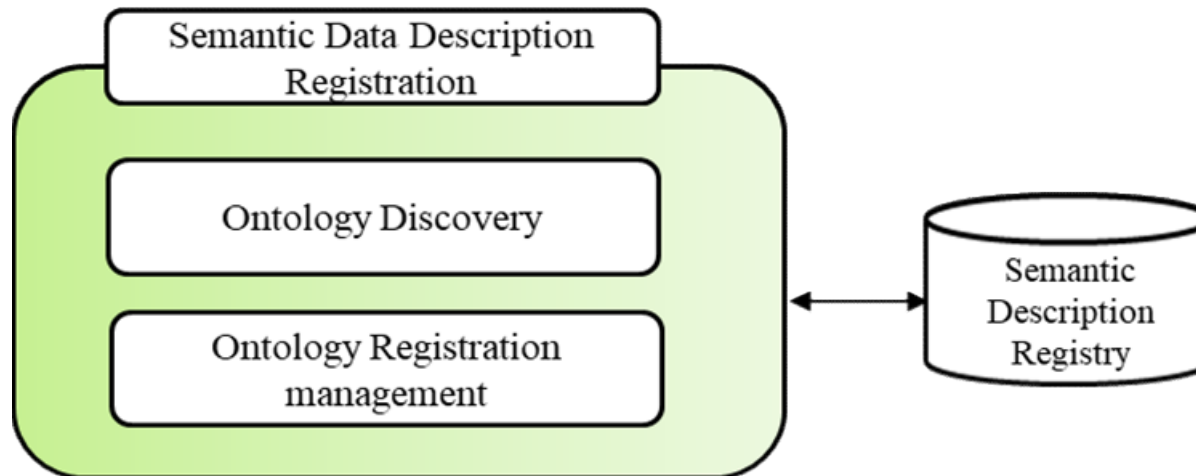 Semantic Data Description
Registration
Ontology Discovery
Ontology Registration
management
Semantic
Description
Registry